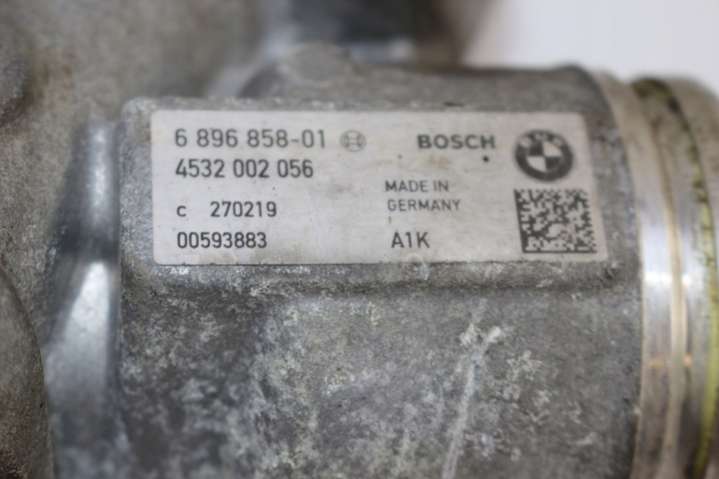 6 896 858-01 BOSCH
4532 002 056
MADE IN
GERMANY
c 270219
00593883 A1K